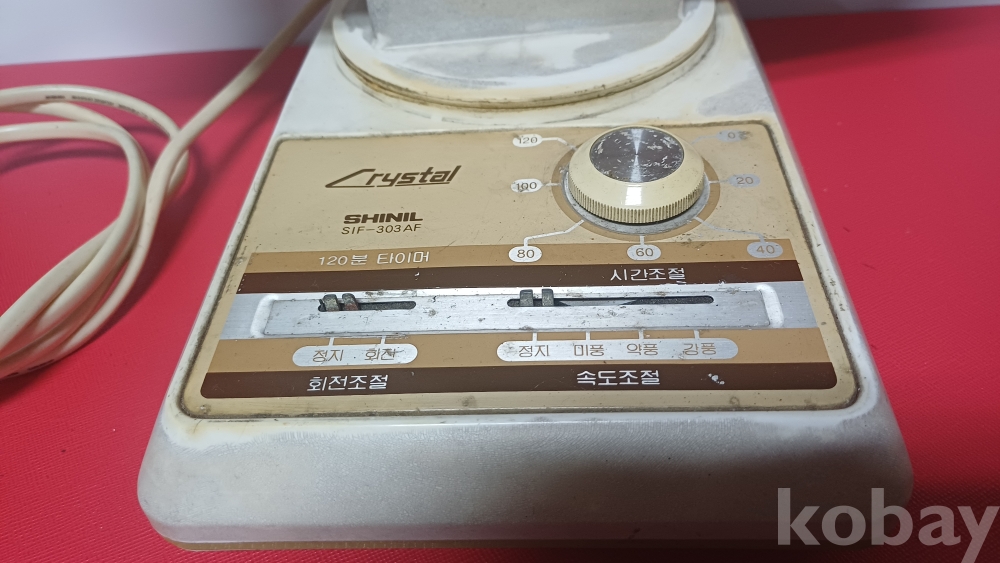 120
0
Crystal
100
20
SHINIL
SIF-303AF
80
60
40
120분 타이머
시간조절
정지 회전
정지 미풍 약풍 강풍
회전조절
속도조절
kobay